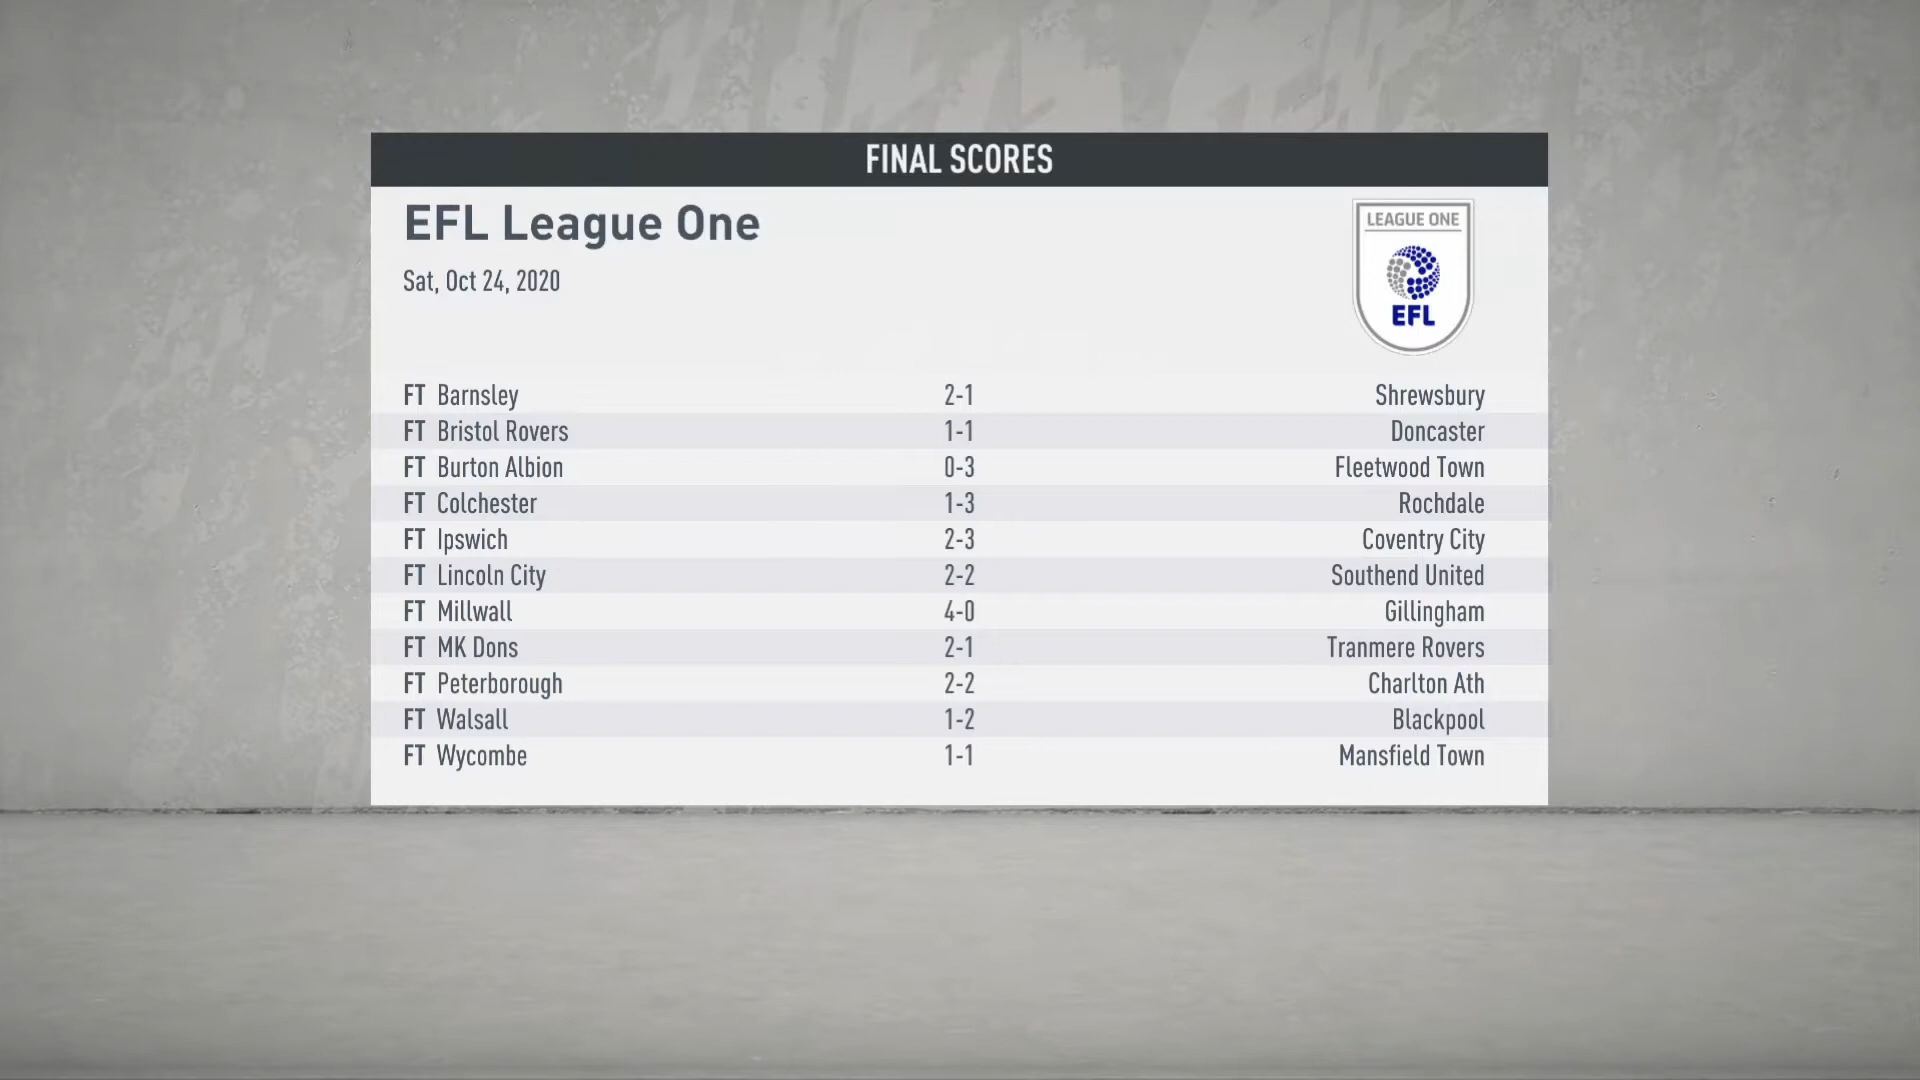 FINAL SCORES
EFL League One
LEAGUE ONE
Sat, Oct 24, 2020
EFL
FT Barnsley 2-1 Shrewsbury
FT Bristol Rovers 1-1 Doncaster
FT Burton Albion 0-3 Fleetwood Town
FT Colchester 1-3 Rochdale
FT Ipswich 2-3 Coventry City
FT Lincoln City 2-2 Southend United
FT Millwall 4-0 Gillingham
FT MK Dons 2-1 Tranmere Rovers
FT Peterborough 2-2 Charlton Ath
FT Walsall 1-2 Blackpool
FT Wycombe 1-1 Mansfield Town